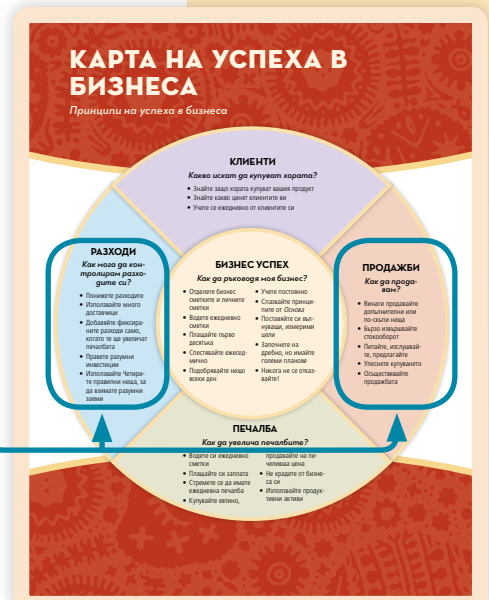 КАРТА НА УСПЕХА В
БИЗНЕСА
Принципи на успеха в бизнеса
КЛИЕНТИ
Какво искат да купуват хората?
• Знайте защо хората купуват вашия продукт
• Знайте какво ценят клиентите ви
• Учете се ежедневно от клиентите си
РАЗХОДИ
Как мога да кон-
тролирам разхо-
дите си?
• Понижете разходите
• Използвайте много
доставчици
• Добавяйте фиксира-
ните разходи само,
когато те ще увеличат
печалбата
• Правете разумни
инвестиции
• Използвайте Четири-
те правилни неща, за
да взимате разумни
заеми
БИЗНЕС УСПЕХ
Как да ръководя моя бизнес?
• Отделете бизнес
сметките и личните
сметки
• Водете ежедневно
сметки
• Плащайте първо
десятъка
• Спестявайте ежесед-
мично
• Подобрявайте нещо
всеки ден
• Учете постоянно
• Спазвайте принци-
пите от Основа
• Поставяйте си въл-
нуващи, измерими
цели
• Започнете на
дребно, но имайте
големи планове
• Никога не се отказ-
вайте!
ПРОДАЖБИ
Как да прода-
вам?
• Винаги продавайте
допълнителни или
по-скъпи неща
• Бързо извършвайте
стокооборот
• Питайте, изслушвай-
те, предлагайте
• Улеснете купуването
• Осъществявайте
продажбата
ПЕЧАЛБА
Как да увелича печалбите?
• Водете си ежедневно
сметки
• Плащайте си заплата
• Стремете се да имате
ежедневна печалба
• Купувайте евтино,
продавайте на пе-
челивша цена
• Не крадете от бизне-
са си
• Използвайте продук-
тивни активи